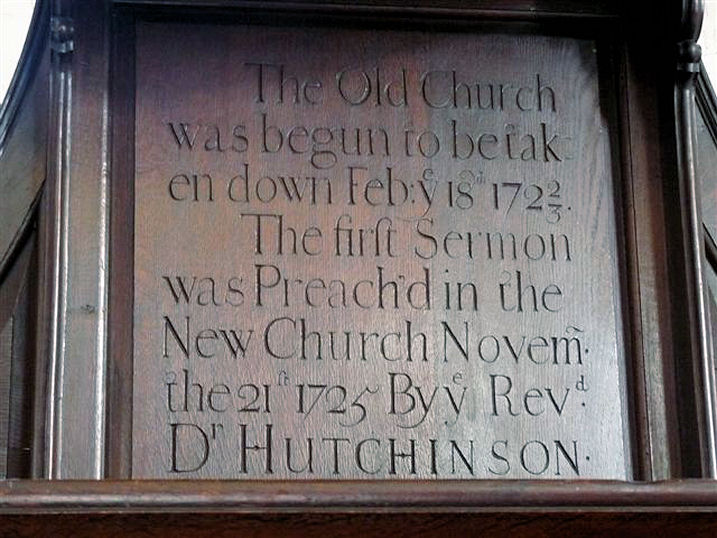 The Old Church
was begun to be tak-
en down Feb: yᵉ 18ᵈ 172⅔.
The firſt Sermon
was Preach'd in the
New Church Novem̃·
the 21ſᵗ 1725 By yᵉ Revᵈ:
Dʳ HUTCHINSON·